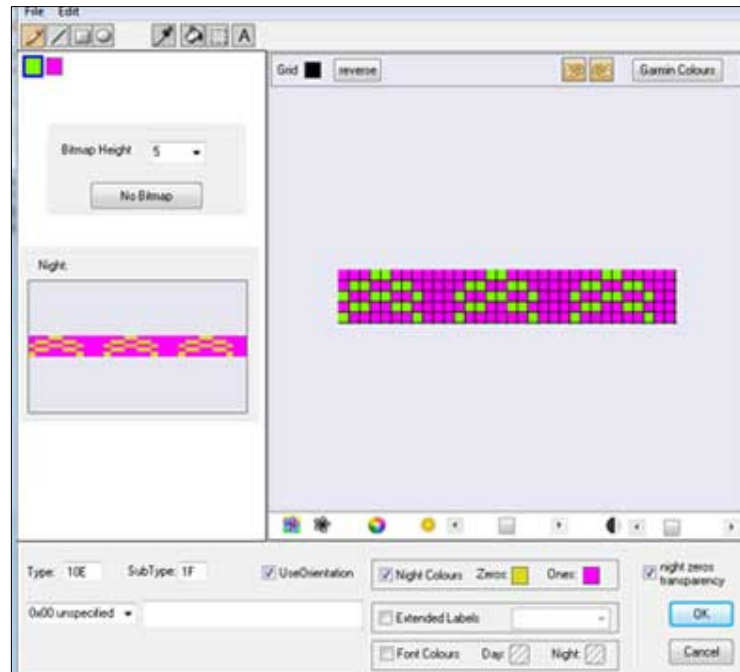 File Edit
A
Grid reverse Garmin Colours
Bitmap Height 5
No Bitmap
Night:
Type: 10E SubType: 1F UseOrientation Night Colours Zeros: Ones: night zeros transparency
0x00 unspecified Extended Labels OK
Font Colours Day: Night: Cancel